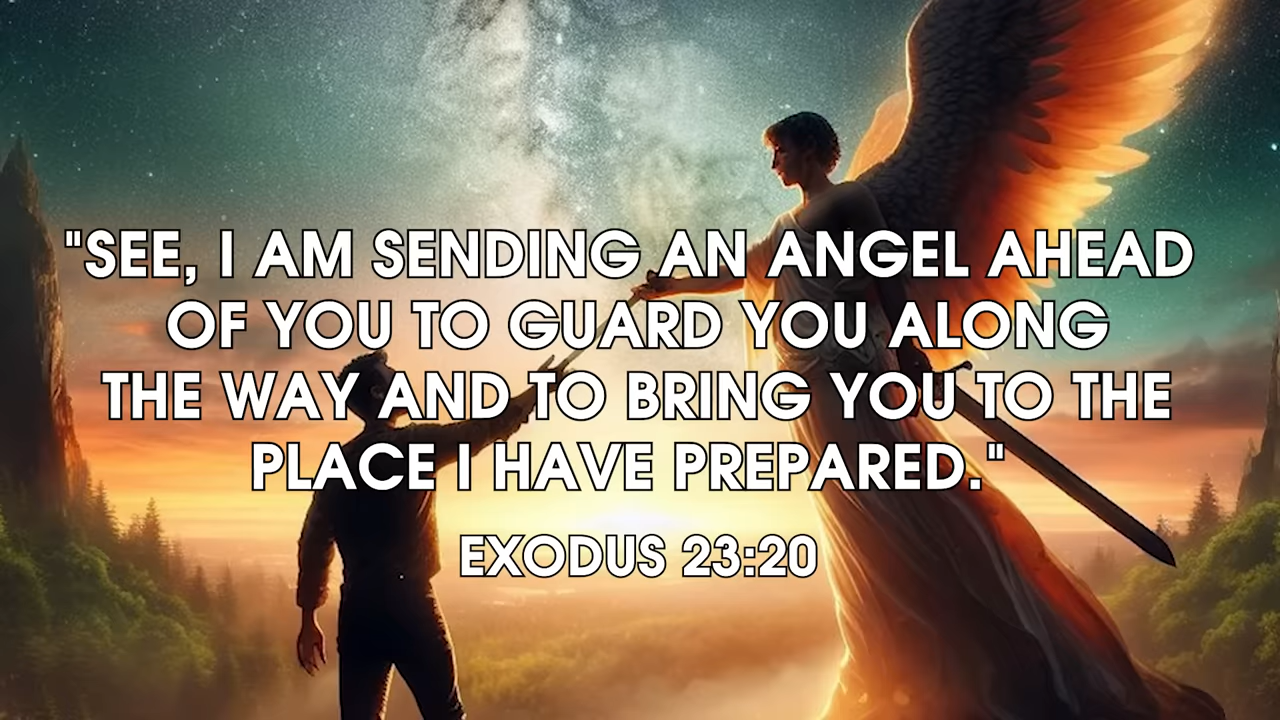 "SEE, I AM SENDING AN ANGEL AHEAD
OF YOU TO GUARD YOU ALONG
THE WAY AND TO BRING YOU TO THE
PLACE I HAVE PREPARED."
EXODUS 23:20